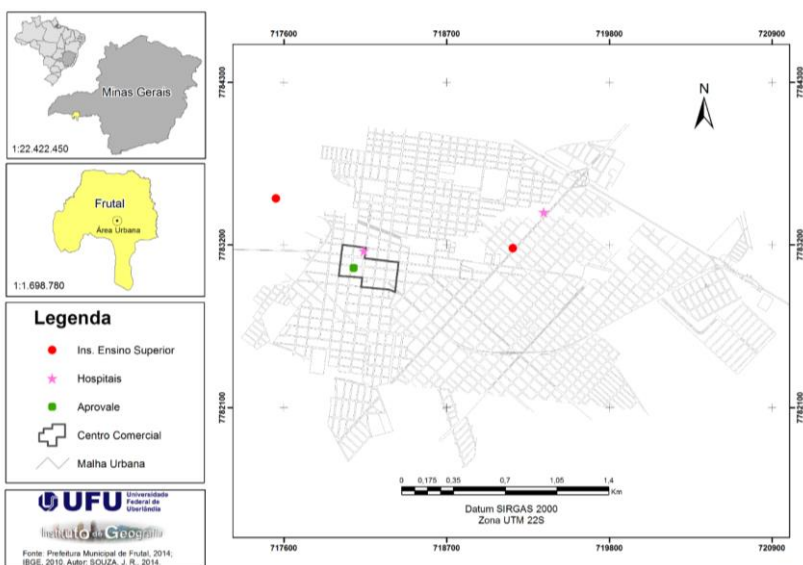 Minas Gerais
1:22.422.450
Frutal
Área Urbana
1:1.698.780
Legenda
Ins. Ensino Superior
Hospitais
Aprovale
Centro Comercial
Malha Urbana
UFU Universidade Federal de Uberlândia
Instituto de Geografia
Fonte: Prefeitura Municipal de Frutal, 2014;
IBGE, 2010. Autor: SOUZA, J. R., 2014.
717600 718700 719800 720900
7784300 7784300
N
7783200 7783200
7782100 7782100
0 0,175 0,35 0,7 1,05 1,4
Km
Datum SIRGAS 2000
Zona UTM 22S
717600 718700 719800 720900